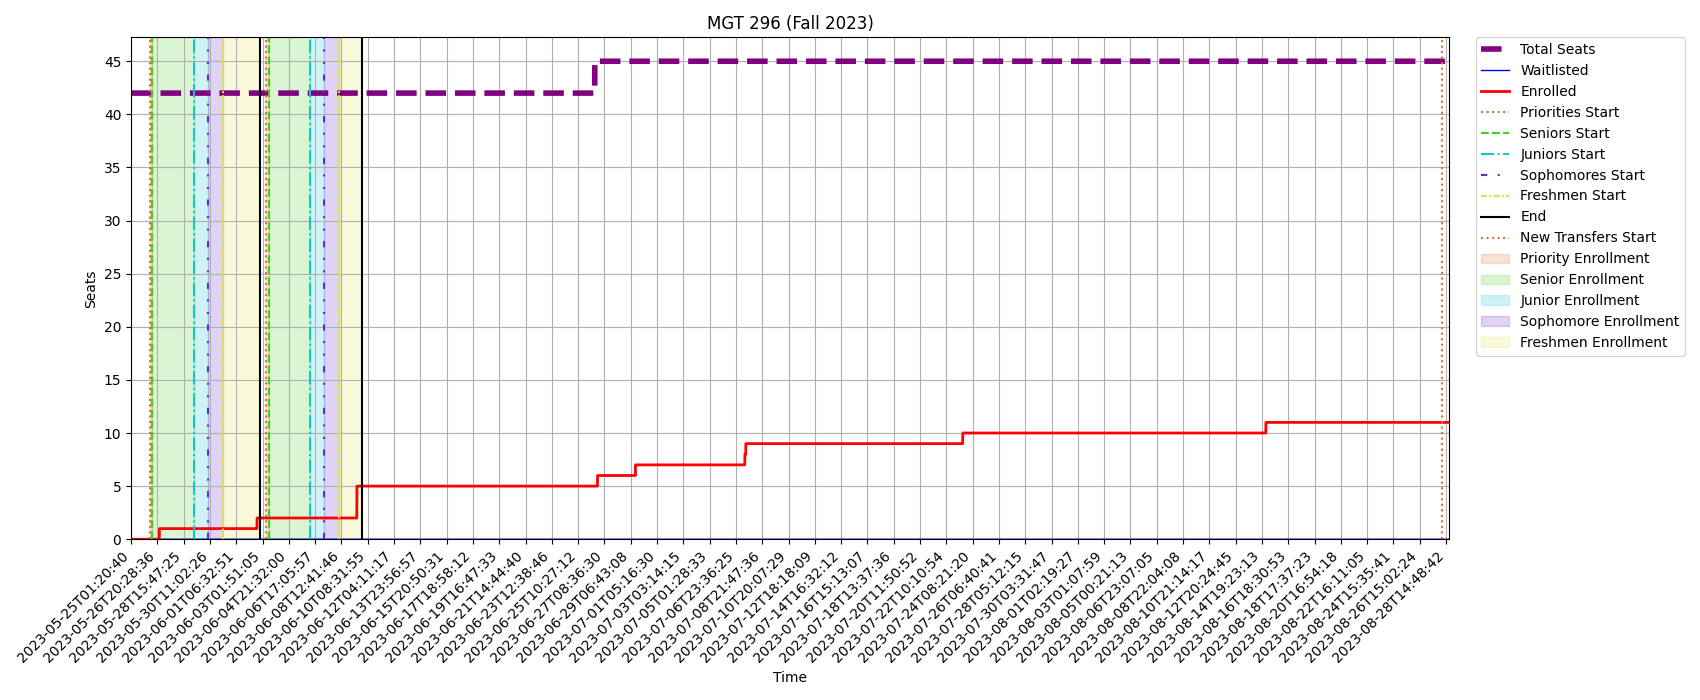 MGT 296 (Fall 2023)
Seats
45
40
35
30
25
20
15
10
5
0
2023-05-25T01:20:40
2023-05-26T20:28:36
2023-05-28T15:47:25
2023-05-30T11:02:26
2023-06-01T06:32:51
2023-06-03T01:51:05
2023-06-04T21:32:00
2023-06-06T17:05:57
2023-06-08T12:41:46
2023-06-10T08:31:55
2023-06-12T04:11:17
2023-06-13T23:56:57
2023-06-15T20:50:31
2023-06-17T18:58:12
2023-06-19T16:47:33
2023-06-21T14:44:40
2023-06-23T12:38:46
2023-06-25T10:27:12
2023-06-27T08:36:30
2023-06-29T06:43:08
2023-07-01T05:16:30
2023-07-03T03:14:15
2023-07-05T01:28:33
2023-07-06T23:36:25
2023-07-08T21:47:36
2023-07-10T20:07:29
2023-07-12T18:18:09
2023-07-14T16:32:12
2023-07-16T15:13:07
2023-07-18T13:37:36
2023-07-20T11:50:52
2023-07-22T10:10:54
2023-07-24T08:21:20
2023-07-26T06:40:41
2023-07-28T05:12:15
2023-07-30T03:31:47
2023-08-01T02:19:27
2023-08-03T01:07:59
2023-08-05T00:21:13
2023-08-06T23:07:05
2023-08-08T22:04:08
2023-08-10T21:14:17
2023-08-12T20:24:45
2023-08-14T19:23:13
2023-08-16T18:30:53
2023-08-18T17:37:23
2023-08-20T16:54:18
2023-08-22T16:11:05
2023-08-24T15:35:41
2023-08-26T15:02:24
2023-08-28T14:48:42
Time
Total Seats
Waitlisted
Enrolled
Priorities Start
Seniors Start
Juniors Start
Sophomores Start
Freshmen Start
End
New Transfers Start
Priority Enrollment
Senior Enrollment
Junior Enrollment
Sophomore Enrollment
Freshmen Enrollment